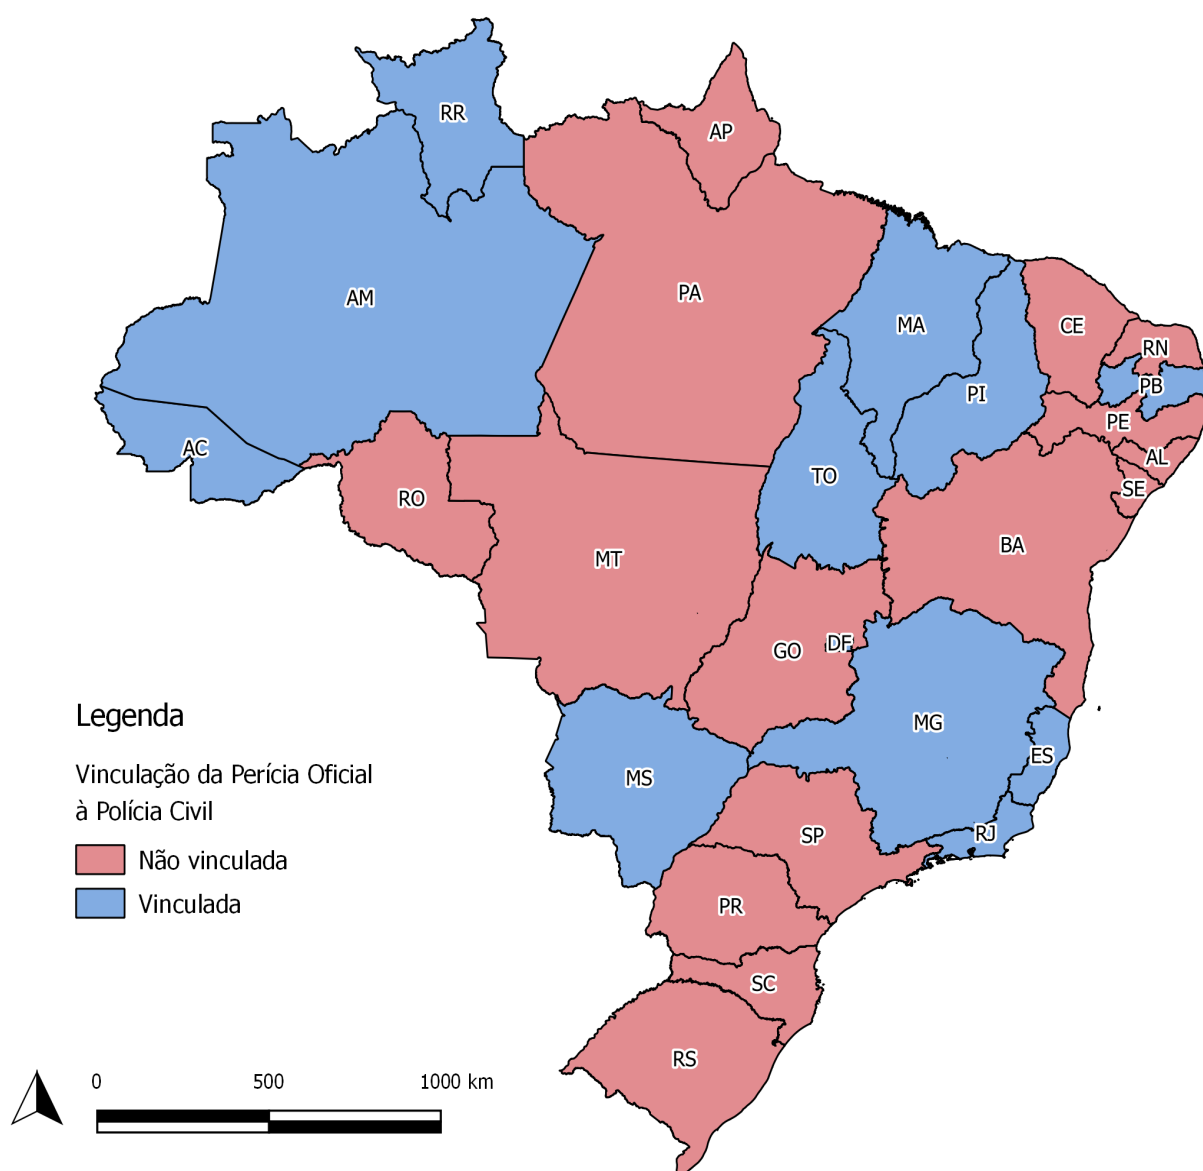 RR
AP
AM
PA
MA
CE
RN
PI
PB
PE
AC
AL
TO
SE
RO
BA
MT
GO
DF
MG
ES
MS
RJ
SP
PR
SC
RS
Legenda
Vinculação da Perícia Oficial
à Polícia Civil
Não vinculada
Vinculada
0 500 1000 km